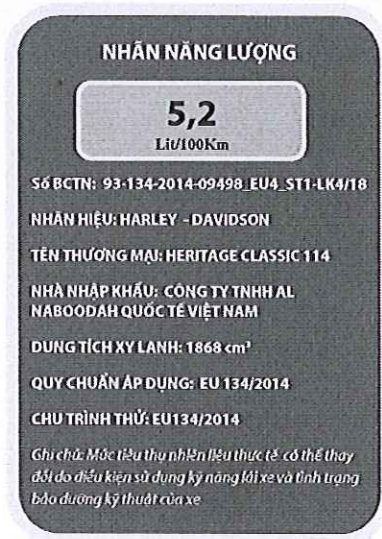 NHÃN NĂNG LƯỢNG
5,2
Lit/100Km
Số BCTN: 93-134-2014-09498_EU4_ST1-LK4/18
NHÃN HIỆU: HARLEY - DAVIDSON
TÊN THƯƠNG MẠI: HERITAGE CLASSIC 114
NHÀ NHẬP KHẨU: CÔNG TY TNHH AL
NABOODAH QUỐC TẾ VIỆT NAM
DUNG TÍCH XY LANH: 1868 cm³
QUY CHUẨN ÁP DỤNG: EU 134/2014
CHU TRÌNH THỬ: EU134/2014
Ghi chú: Mức tiêu thụ nhiên liệu thực tế có thể thay
đổi do điều kiện sử dụng kỹ năng lái xe và tình trạng
bảo dưỡng kỹ thuật của xe